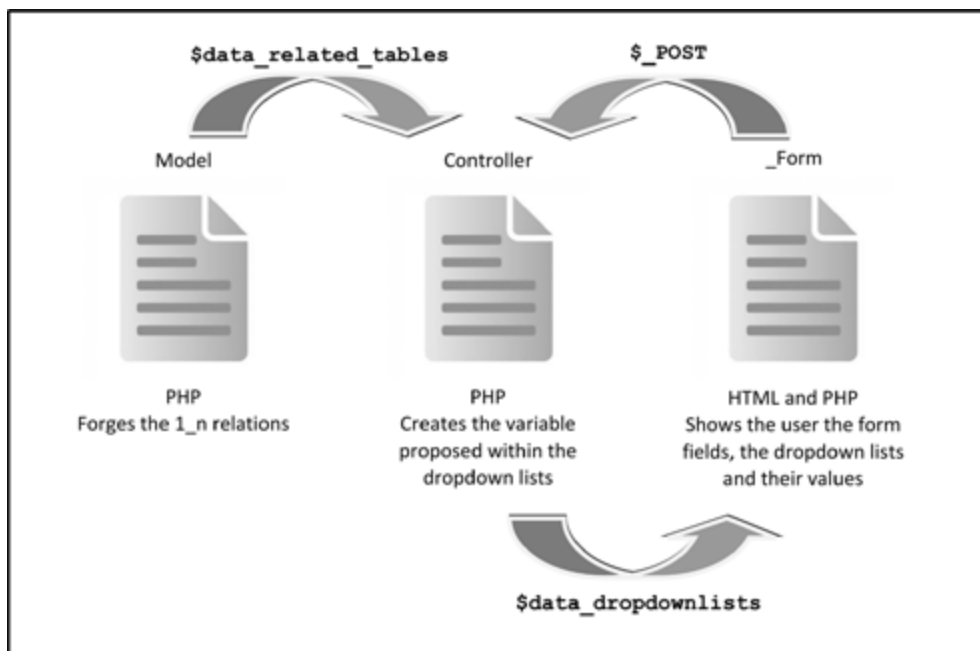 $data_related_tables
$_POST
Model
Controller
_Form
PHP
Forges the 1_n relations
PHP
Creates the variable
proposed within the
dropdown lists
HTML and PHP
Shows the user the form
fields, the dropdown lists
and their values
$data_dropdownlists